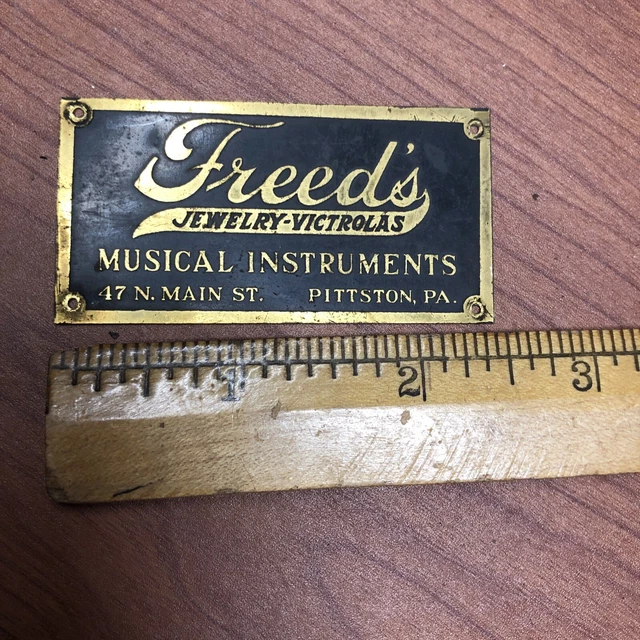 Freed's
JEWELRY-VICTROLAS
MUSICAL INSTRUMENTS
47 N. MAIN ST. PITTSTON, PA.
1 2 3